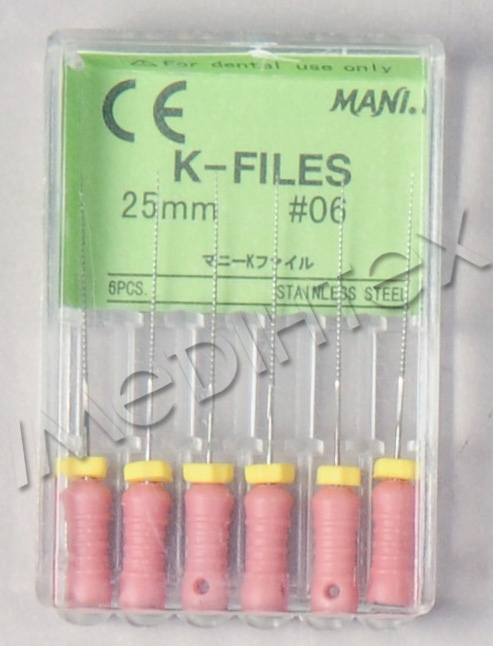 ⚠For dental use only
CE MANI.
K-FILES
25mm #06
マニーKファイル
6PCS. STAINLESS STEEL
MEDINTEX